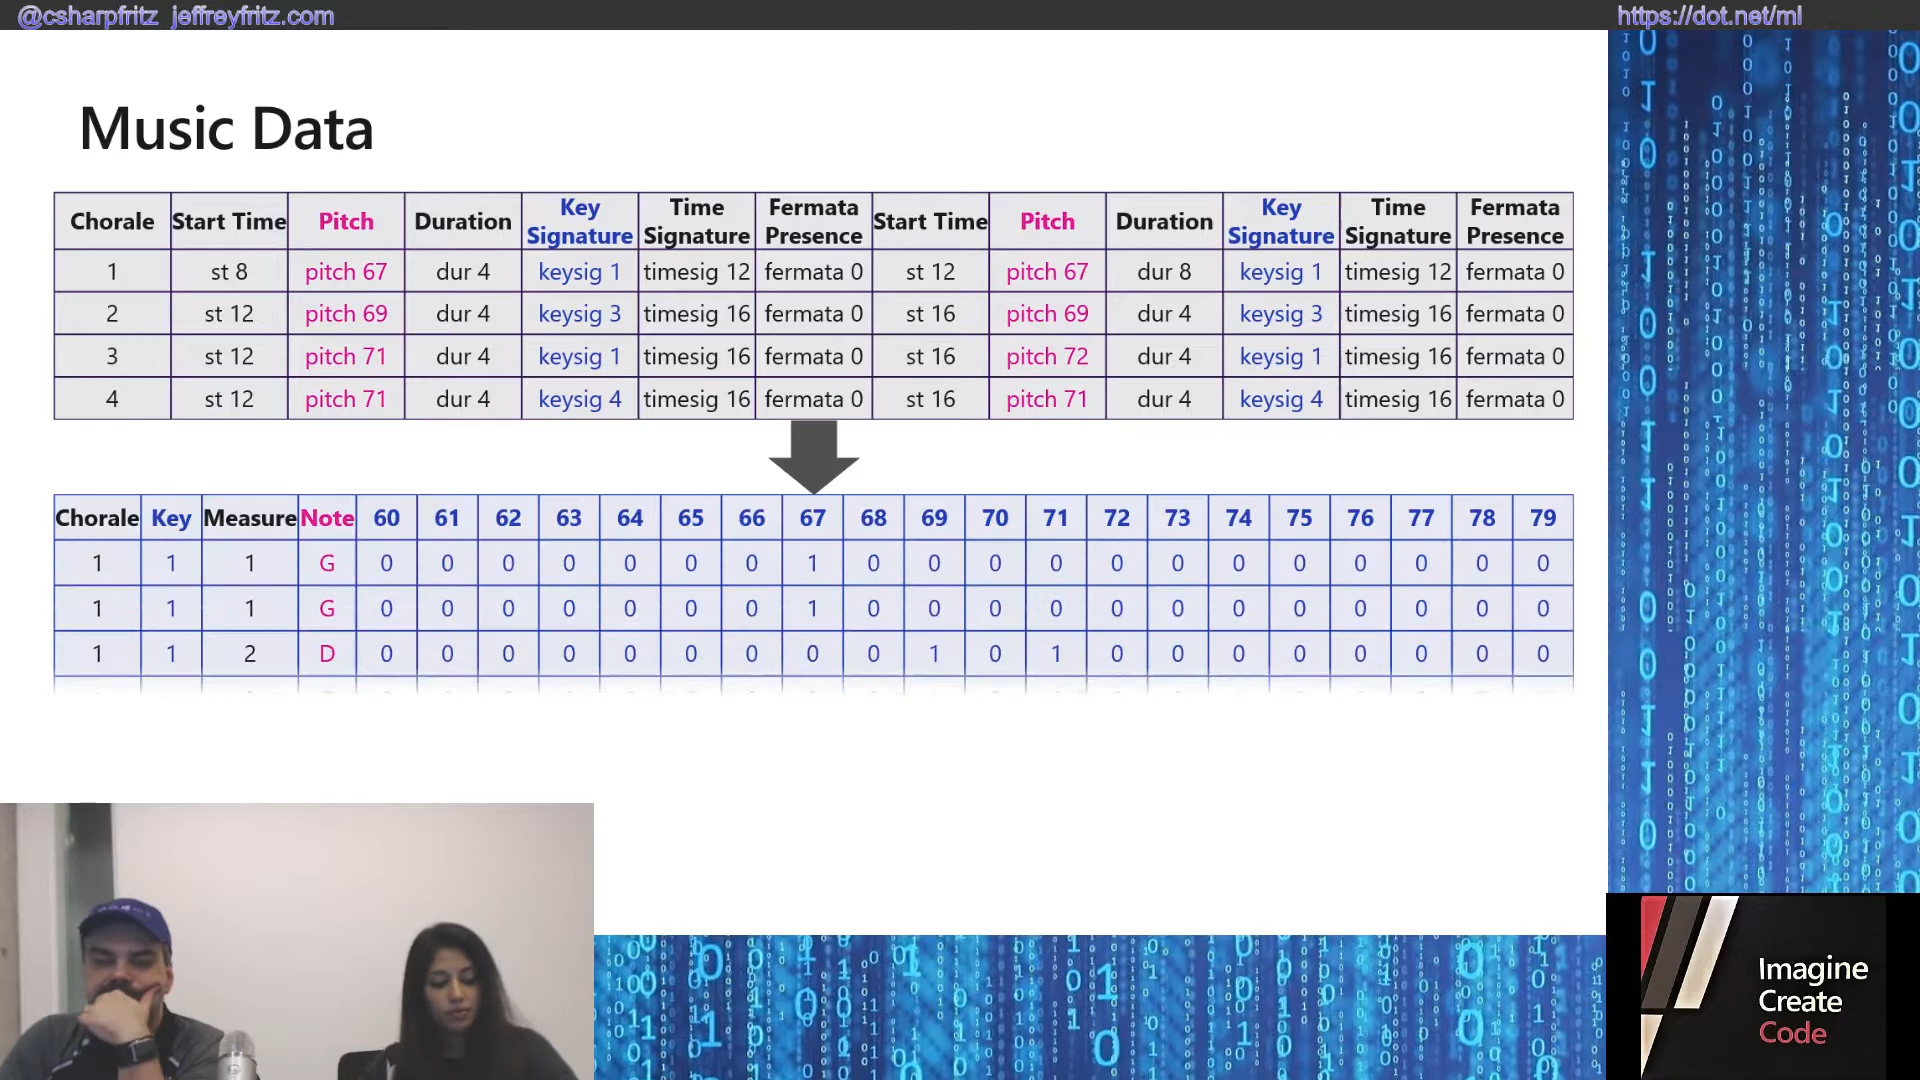 @csharpfritz jeffreyfritz.com
https://dot.net/ml
Music Data
Chorale Start Time Pitch Duration Key Signature Time Signature Fermata Presence Start Time Pitch Duration Key Signature Time Signature Fermata Presence
1 st 8 pitch 67 dur 4 keysig 1 timesig 12 fermata 0 st 12 pitch 67 dur 8 keysig 1 timesig 12 fermata 0
2 st 12 pitch 69 dur 4 keysig 3 timesig 16 fermata 0 st 16 pitch 69 dur 4 keysig 3 timesig 16 fermata 0
3 st 12 pitch 71 dur 4 keysig 1 timesig 16 fermata 0 st 16 pitch 72 dur 4 keysig 1 timesig 16 fermata 0
4 st 12 pitch 71 dur 4 keysig 4 timesig 16 fermata 0 st 16 pitch 71 dur 4 keysig 4 timesig 16 fermata 0
Chorale Key Measure Note 60 61 62 63 64 65 66 67 68 69 70 71 72 73 74 75 76 77 78 79
1 1 1 G 0 0 0 0 0 0 0 1 0 0 0 0 0 0 0 0 0 0 0 0
1 1 1 G 0 0 0 0 0 0 0 1 0 0 0 0 0 0 0 0 0 0 0 0
1 1 2 D 0 0 0 0 0 0 0 0 0 1 0 1 0 0 0 0 0 0 0 0
Imagine
Create
Code